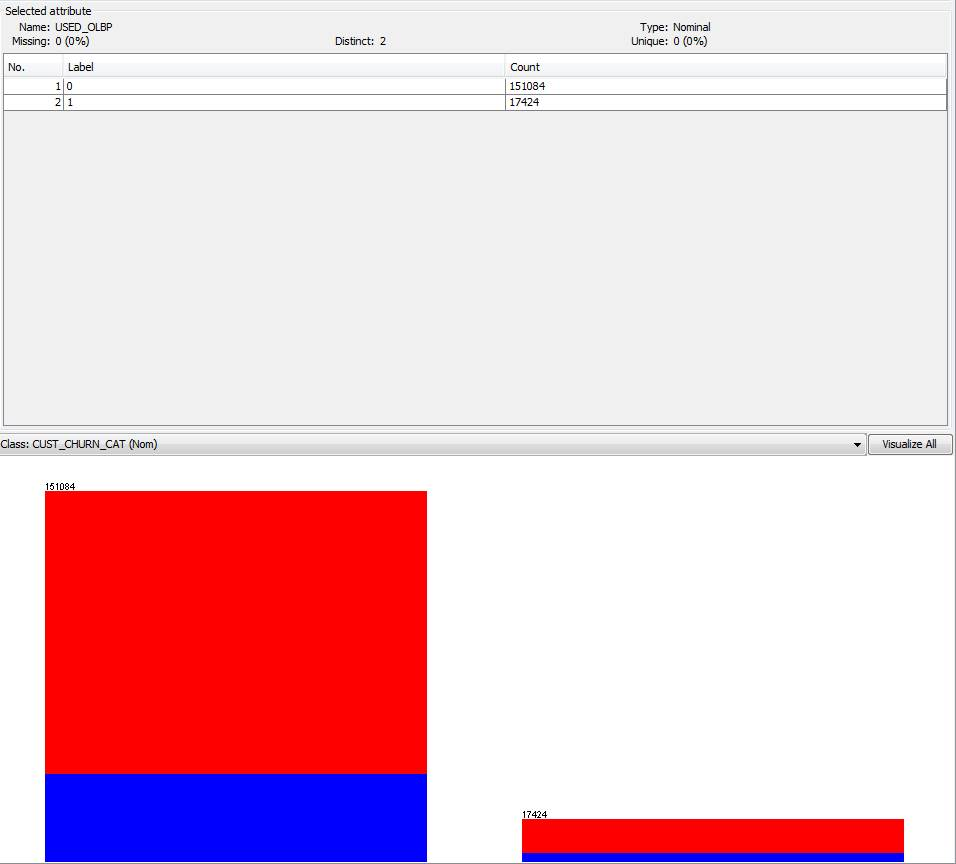 Selected attribute
Name: USED_OLBP Type: Nominal
Missing: 0 (0%) Distinct: 2 Unique: 0 (0%)
No. Label Count
1 0 151084
2 1 17424
Class: CUST_CHURN_CAT (Nom) Visualize All
151084
17424